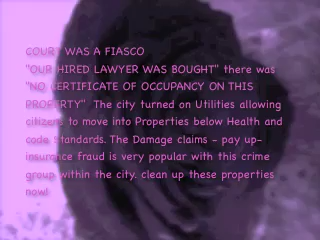 COURT WAS A FIASCO
"OUR HIRED LAWYER WAS BOUGHT" there was
"NO CERTIFICATE OF OCCUPANCY ON THIS
PROPERTY" The city turned on Utilities allowing
citizens to move into Properties below Health and
code Standards. The Damage claims - pay up-
insurance fraud is very popular with this crime
group within the city. clean up these properties
now!